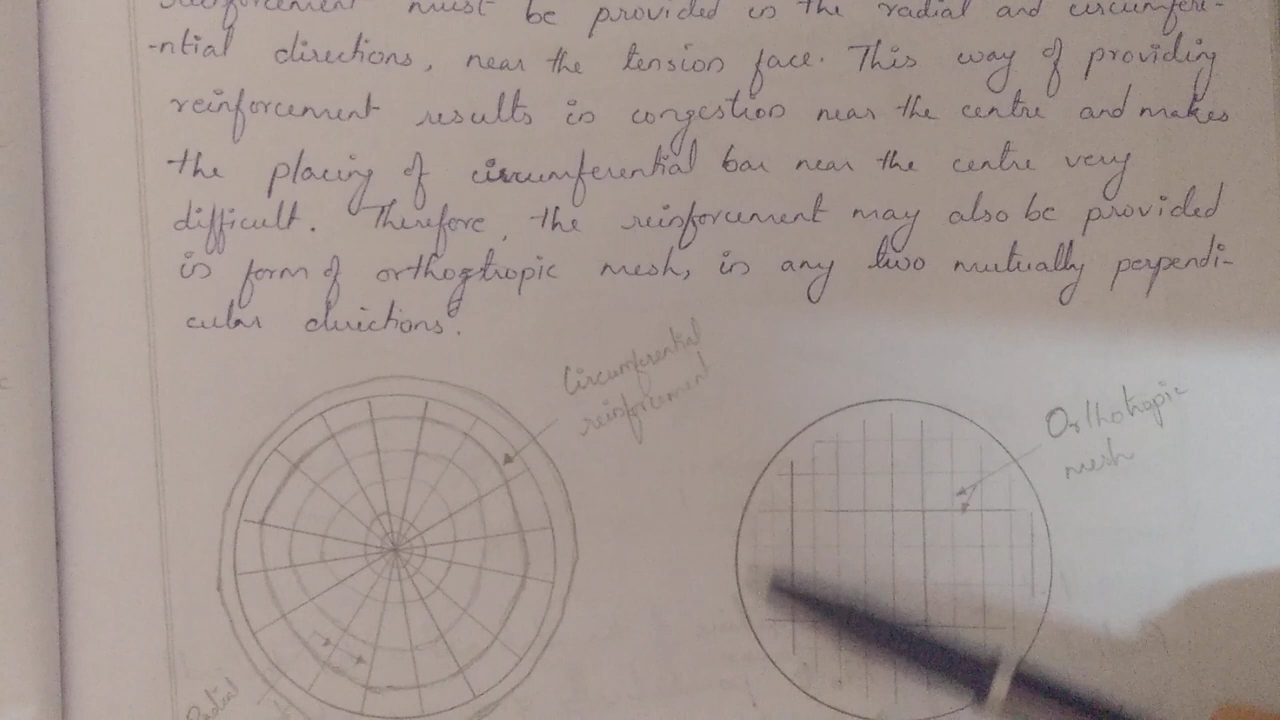 reinforcement must be provided in the radial and circumfere-
-ntial directions, near the tension face. This way of providing
reinforcement results in congestion near the centre and makes
the placing of circumferential bar near the centre very
difficult. Therefore, the reinforcement may also be provided
in form of orthogtropic mesh, in any two mutually perpendi-
cular directions.
Circumferential
reinforcement
Orthotropic
mesh
Radial